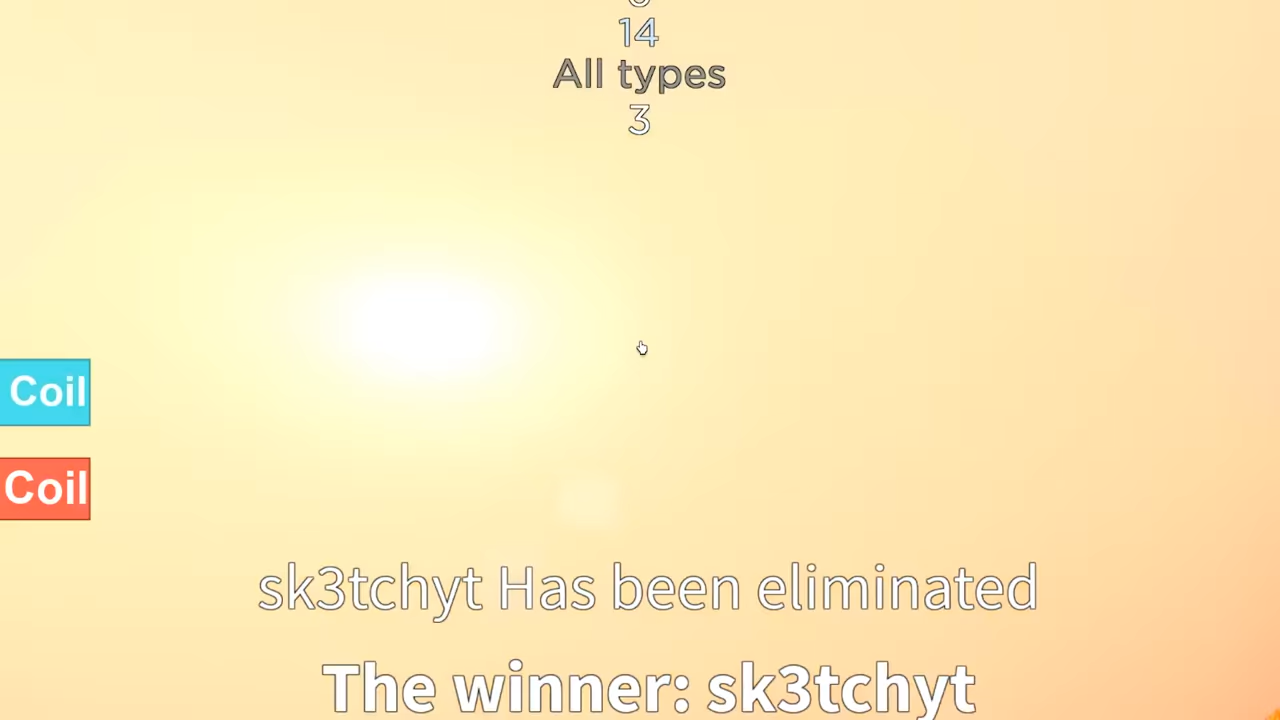 14
All types
3
Coil
Coil
sk3tchyt Has been eliminated
The winner: sk3tchyt